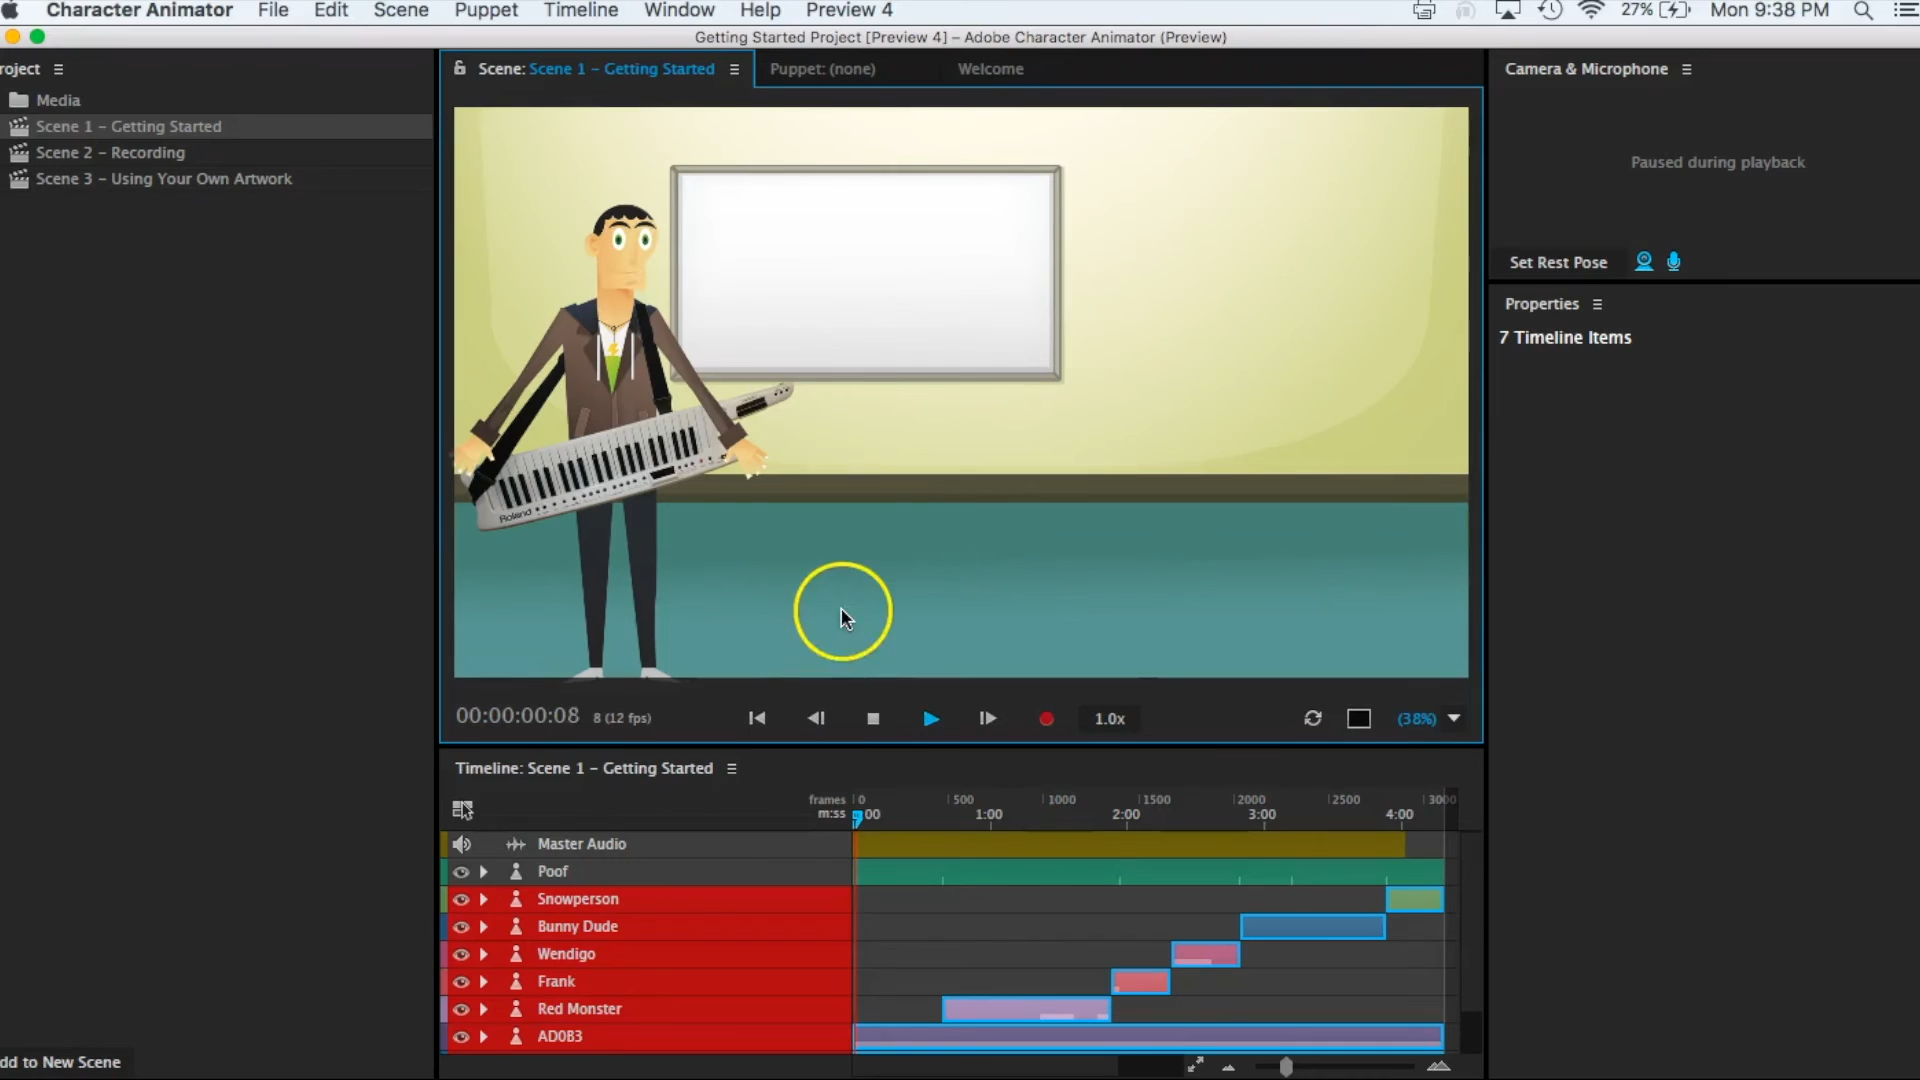 Character Animator File Edit Scene Puppet Timeline Window Help Preview 4 27% Mon 9:38 PM
Getting Started Project [Preview 4] – Adobe Character Animator (Preview)
roject
Scene: Scene 1 – Getting Started
Puppet: (none)
Welcome
Camera & Microphone
Media
Scene 1 – Getting Started
Scene 2 – Recording
Scene 3 – Using Your Own Artwork
Paused during playback
Set Rest Pose
Properties
7 Timeline Items
Roland
00:00:00:08 8 (12 fps) 1.0x (38%)
Timeline: Scene 1 – Getting Started
frames 0 500 1000 1500 2000 2500 3000
m:ss 0:00 1:00 2:00 3:00 4:00
Master Audio
Poof
Snowperson
Bunny Dude
Wendigo
Frank
Red Monster
AD0B3
dd to New Scene